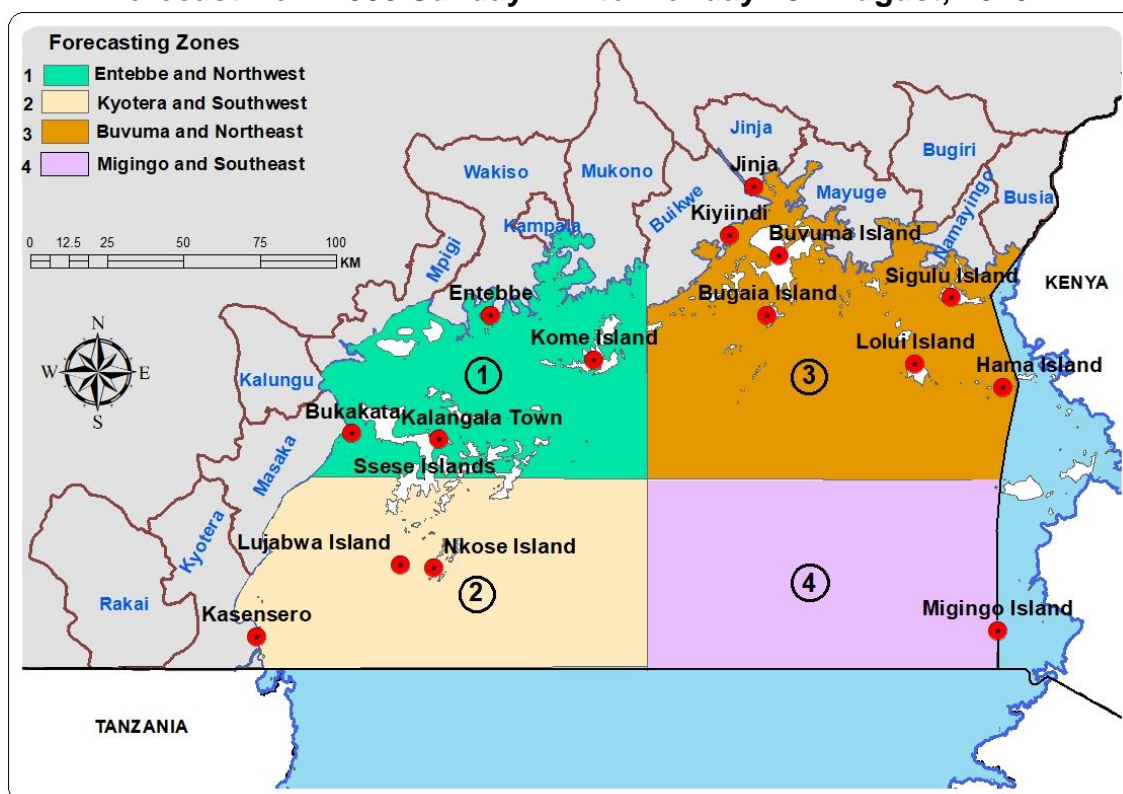 Forecasting Zones
1 Entebbe and Northwest
2 Kyotera and Southwest
3 Buvuma and Northeast
4 Migingo and Southeast
0 12.5 25 50 75 100
KM
N
W E
S
Jinja
Bugiri
Wakiso
Mukono
Jinja
Buikwe
Mayuge
Namayingo
Busia
Kampala
Kiyiindi
Mpigi
Buvuma Island
Entebbe
Sigulu Island
KENYA
Bugaia Island
Kome Island
Lolui Island
1
3
Hama Island
Kalungu
Bukakata
Kalangala Town
Masaka
Ssese Islands
Kyotera
Lujabwa Island
Nkose Island
2
4
Rakai
Kasensero
Migingo Island
TANZANIA